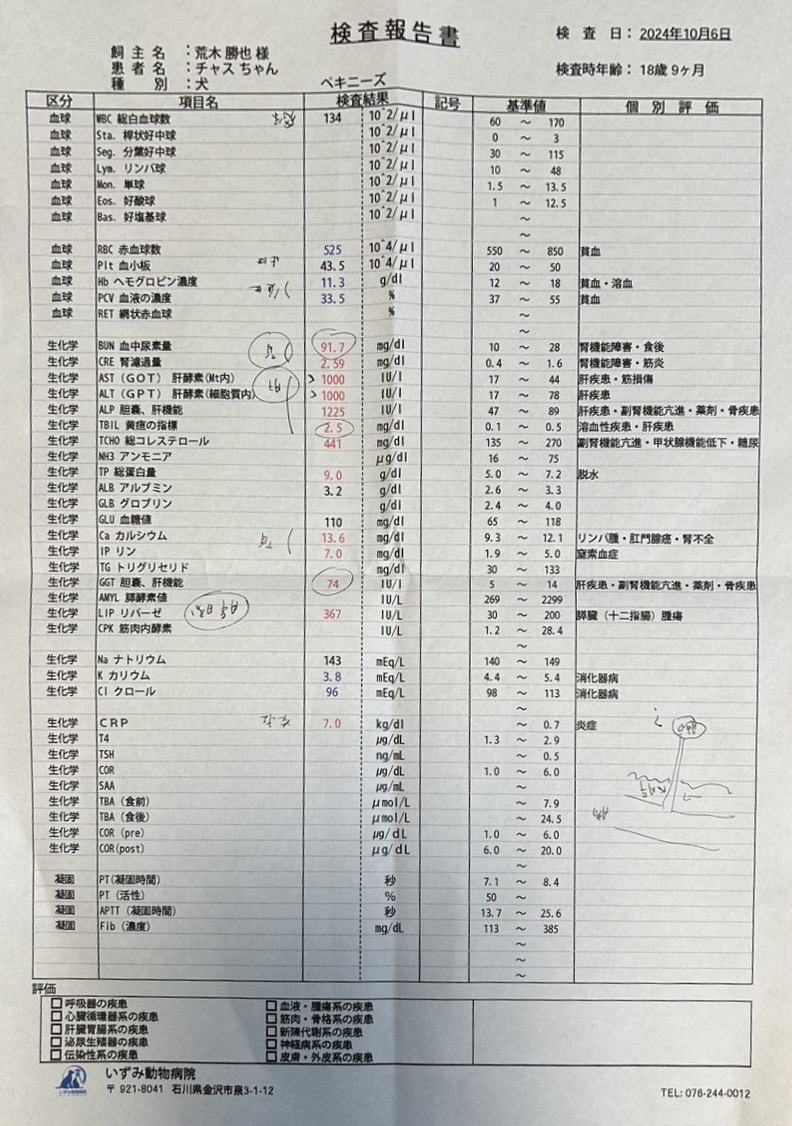 検査報告書
検 査 日: 2024年10月6日
飼 主 名 :荒木 勝也 様
患 者 名 :チャス ちゃん
検査時年齢: 18歳 9ヶ月
種 別 :犬 ペキニーズ
区分 項目名 検査結果 記号 基準値 個 別 評 価
血球 WBC 総白血球数 134 10^2/μl 60 ~ 170
血球 Sta. 桿状好中球 10^2/μl 0 ~ 3
血球 Seg. 分葉好中球 10^2/μl 30 ~ 115
血球 Lym. リンパ球 10^2/μl 10 ~ 48
血球 Mon. 単球 10^2/μl 1.5 ~ 13.5
血球 Eos. 好酸球 10^2/μl 1 ~ 12.5
血球 Bas. 好塩基球 10^2/μl ~
~
血球 RBC 赤血球数 525 10^4/μl 550 ~ 850 貧血
血球 Plt 血小板 43.5 10^4/μl 20 ~ 50
血球 Hb ヘモグロビン濃度 11.3 g/dl 12 ~ 18 貧血・溶血
血球 PCV 血液の濃度 33.5 % 37 ~ 55 貧血
血球 RET 網状赤血球 % ~
~
生化学 BUN 血中尿素量 91.7 mg/dl 10 ~ 28 腎機能障害・食後
生化学 CRE 腎濾過量 2.59 mg/dl 0.4 ~ 1.6 腎機能障害・筋炎
生化学 AST(GOT) 肝酵素(Mt内) > 1000 IU/l 17 ~ 44 肝疾患・筋損傷
生化学 ALT(GPT) 肝酵素(細胞質内) > 1000 IU/l 17 ~ 78 肝疾患
生化学 ALP 胆嚢、肝機能 1225 IU/l 47 ~ 89 肝疾患・副腎機能亢進・薬剤・骨疾患
生化学 TBIL 黄疸の指標 2.5 mg/dl 0.1 ~ 0.5 溶血性疾患・肝疾患
生化学 TCHO 総コレステロール 441 mg/dl 135 ~ 270 副腎機能亢進・甲状腺機能低下・糖尿
生化学 NH3 アンモニア μg/dl 16 ~ 75
生化学 TP 総蛋白量 9.0 g/dl 5.0 ~ 7.2 脱水
生化学 ALB アルブミン 3.2 g/dl 2.6 ~ 3.3
生化学 GLB グロブリン g/dl 2.4 ~ 4.0
生化学 GLU 血糖値 110 mg/dl 65 ~ 118
生化学 Ca カルシウム 13.6 mg/dl 9.3 ~ 12.1 リンパ腫・肛門腺癌・腎不全
生化学 IP リン 7.0 mg/dl 1.9 ~ 5.0 窒素血症
生化学 TG トリグリセリド mg/dl 30 ~ 133
生化学 GGT 胆嚢、肝機能 74 IU/l 5 ~ 14 肝疾患・副腎機能亢進・薬剤・骨疾患
生化学 AMYL 膵酵素値 IU/L 269 ~ 2299
生化学 LIP リパーゼ 367 IU/L 30 ~ 200 膵臓(十二指腸)腫瘍
生化学 CPK 筋肉内酵素 IU/L 1.2 ~ 28.4
~
生化学 Na ナトリウム 143 mEq/L 140 ~ 149
生化学 K カリウム 3.8 mEq/L 4.4 ~ 5.4 消化器病
生化学 Cl クロール 96 mEq/L 98 ~ 113 消化器病
~
生化学 CRP 7.0 kg/dl ~ 0.7 炎症
生化学 T4 μg/dL 1.3 ~ 2.9
生化学 TSH ng/mL ~ 0.5
生化学 COR μg/dL 1.0 ~ 6.0
生化学 SAA μg/mL ~
生化学 TBA(食前) μmol/L ~ 7.9
生化学 TBA(食後) μmol/L ~ 24.5
生化学 COR(pre) μg/dL 1.0 ~ 6.0
生化学 COR(post) μg/dL 6.0 ~ 20.0
~
凝固 PT(凝固時間) 秒 7.1 ~ 8.4
凝固 PT(活性) % 50 ~
凝固 APTT(凝固時間) 秒 13.7 ~ 25.6
凝固 Fib(濃度) mg/dL 113 ~ 385
~
~
~
評価
□呼吸器の疾患 □血液・腫瘍系の疾患
□心臓循環器系の疾患 □筋肉・骨格系の疾患
□肝臓胃腸系の疾患 □新陳代謝系の疾患
□泌尿生殖器の疾患 □神経病系の疾患
□伝染性系の疾患 □皮膚・外皮系の疾患
いずみ動物病院 いずみ動物病院
〒 921-8041 石川県金沢市泉3-1-12 TEL: 076-244-0012